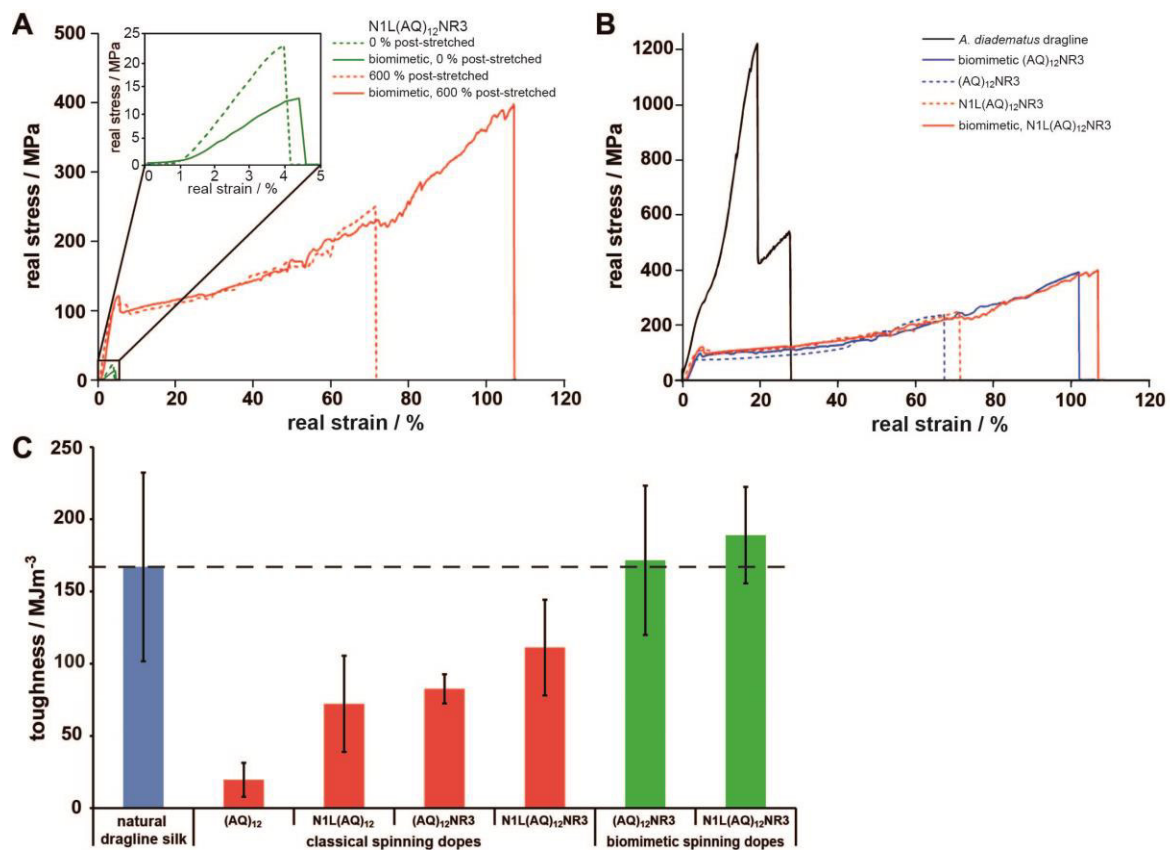 A
real stress / MPa
500
400
300
200
100
0
0
20
40
60
80
100
120
real strain / %
real stress / MPa
25
20
15
10
5
0
0
1
2
3
4
5
real strain / %
N1L(AQ)₁₂NR3
0 % post-stretched
biomimetic, 0 % post-stretched
600 % post-stretched
biomimetic, 600 % post-stretched
B
real stress / MPa
1200
1000
800
600
400
200
0
0
20
40
60
80
100
120
real strain / %
A. diadematus dragline
biomimetic (AQ)₁₂NR3
(AQ)₁₂NR3
N1L(AQ)₁₂NR3
biomimetic, N1L(AQ)₁₂NR3
C
toughness / MJm⁻³
250
200
150
100
50
0
natural
dragline silk
(AQ)₁₂
N1L(AQ)₁₂
(AQ)₁₂NR3
N1L(AQ)₁₂NR3
(AQ)₁₂NR3
N1L(AQ)₁₂NR3
classical spinning dopes
biomimetic spinning dopes